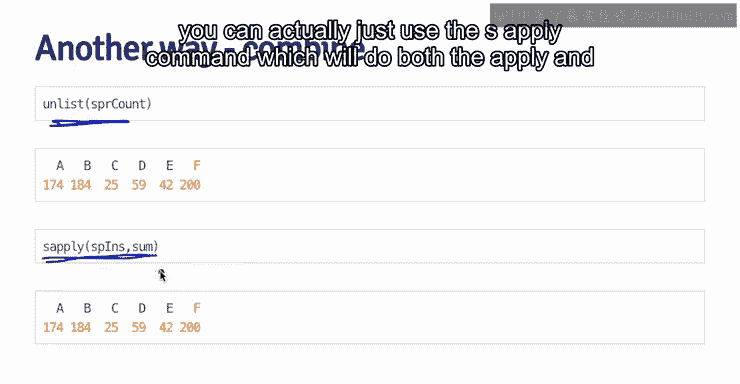 you can actually just use the s apply
Another way - combine
command which will do both the apply and
unlist(sprCount)
A B C D E F
174 184 25 59 42 200
sapply(spIns,sum)
A B C D E F
174 184 25 59 42 200